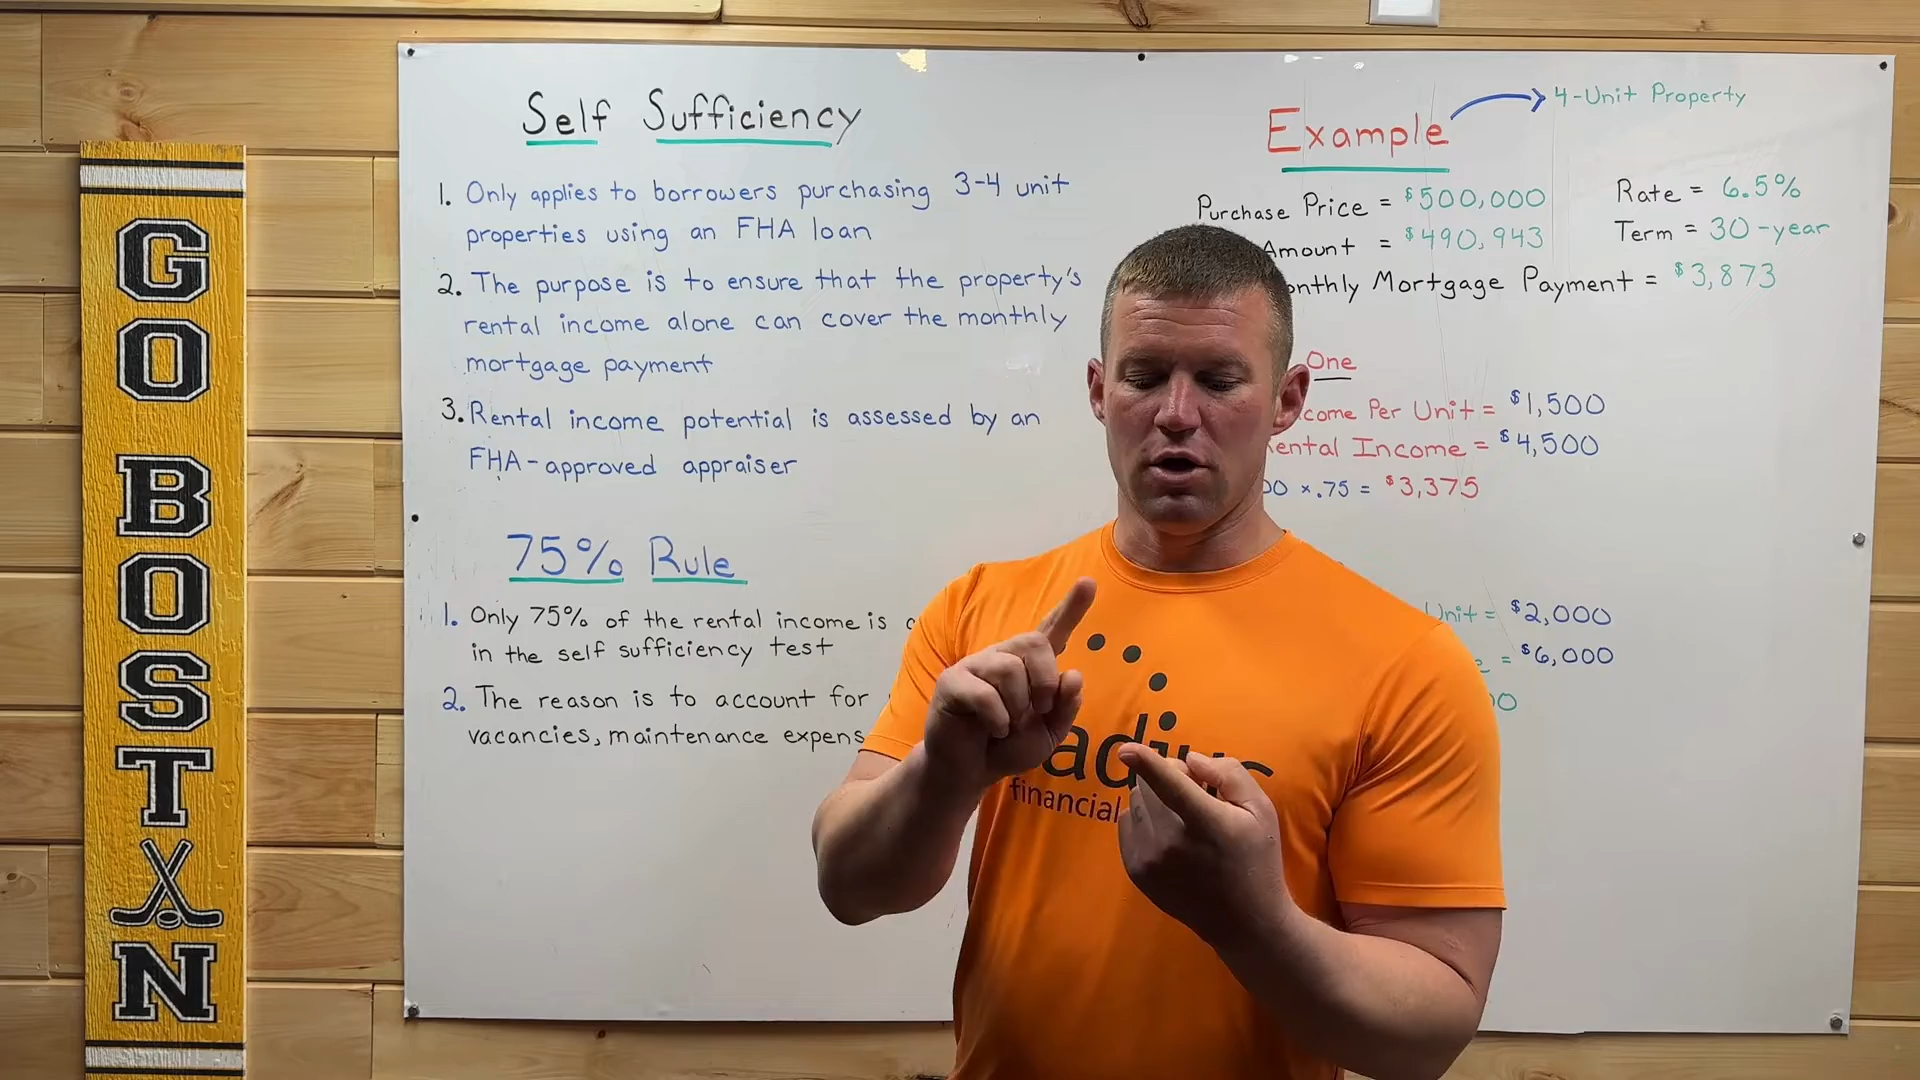 GO BOSTON
Self Sufficiency
1. Only applies to borrowers purchasing 3-4 unit
properties using an FHA loan
2. The purpose is to ensure that the property's
rental income alone can cover the monthly
mortgage payment
3. Rental income potential is assessed by an
FHA-approved appraiser
75% Rule
1. Only 75% of the rental income is
in the self sufficiency test
2. The reason is to account for
vacancies, maintenance
Example
4-Unit Property
Purchase Price = $500,000
Amount = $490,943
Rate = 6.5%
Term = 30-year
Mortgage Payment = $3,873
One
Per Unit = $1,500
Income = $4,500
x.75 = $3,375
Unit = $2,000
= $6,000
financial